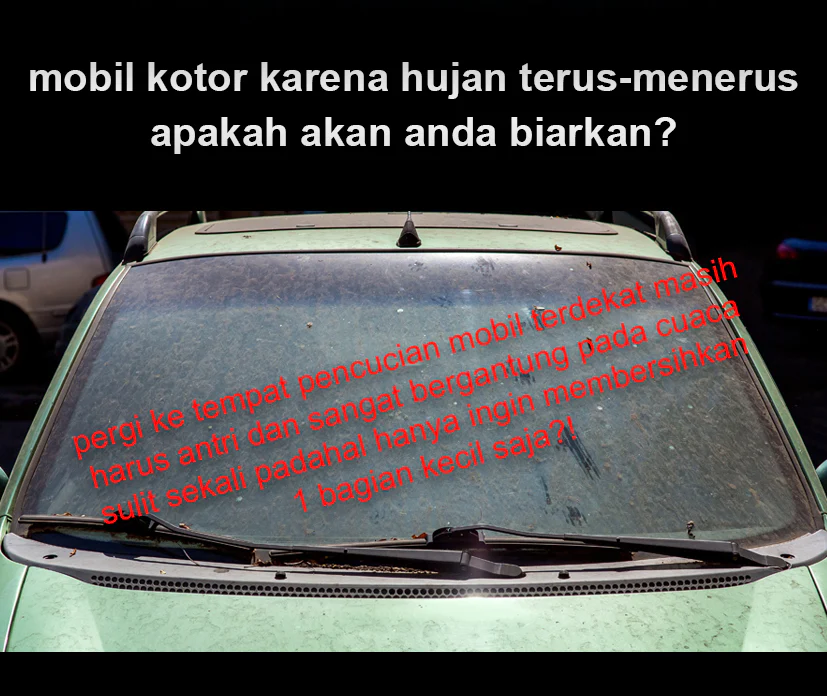 mobil kotor karena hujan terus-menerus
apakah akan anda biarkan?
pergi ke tempat pencucian mobil terdekat masih
harus antri dan sangat bergantung pada cuaca
sulit sekali padahal hanya ingin membersihkan
1 bagian kecil saja?!